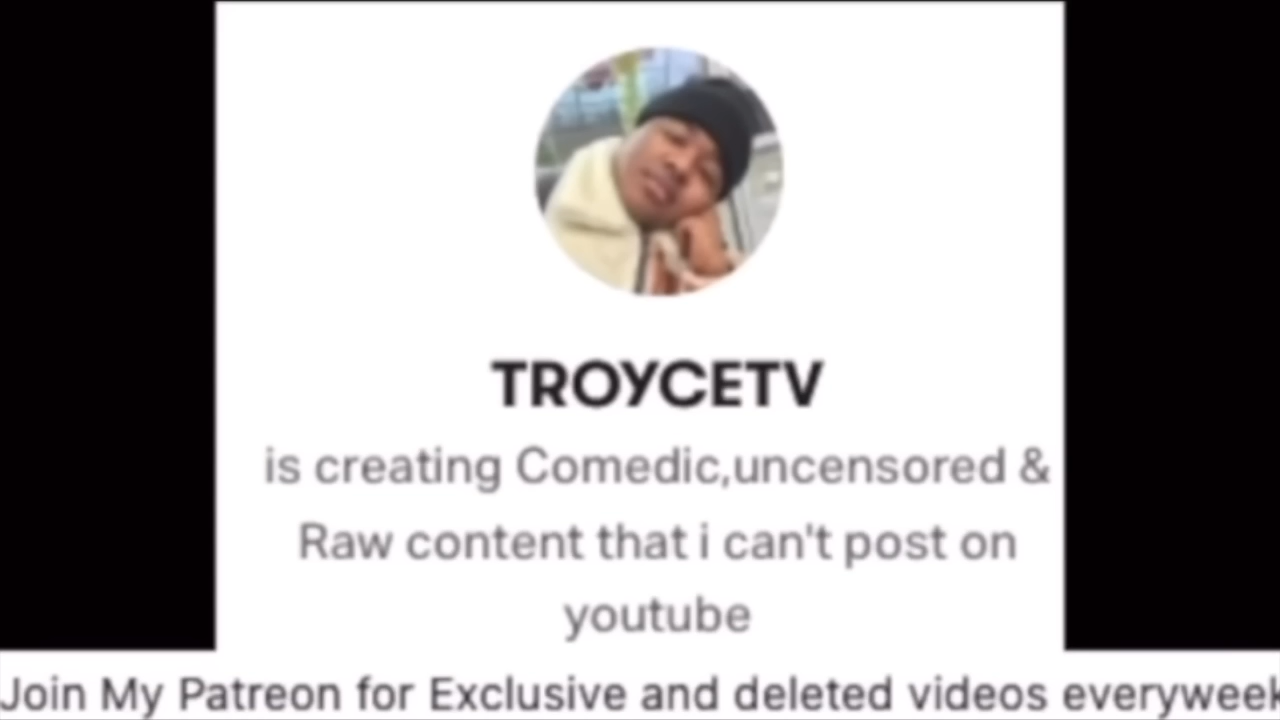 TROYCETV
is creating Comedic,uncensored &
Raw content that i can't post on
youtube
Join My Patreon for Exclusive and deleted videos everyweek